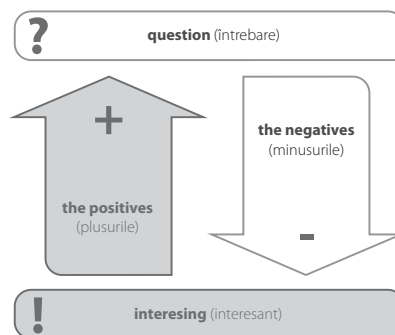 ? question (întrebare)
+
the negatives
(minusurile)
the positives
(plusurile)
-
! interesing (interesant)